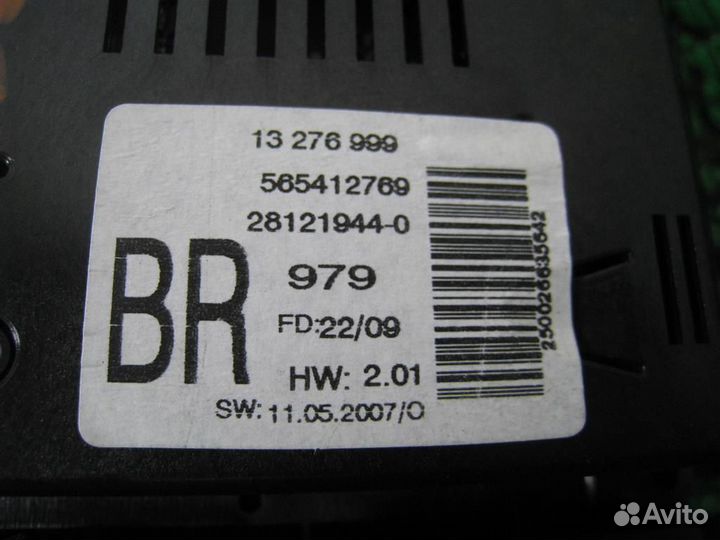 13 276 999
565412769
28121944-0
BR
979
FD:22/09
HW: 2.01
SW: 11.05.2007/O
250026635642
Avito